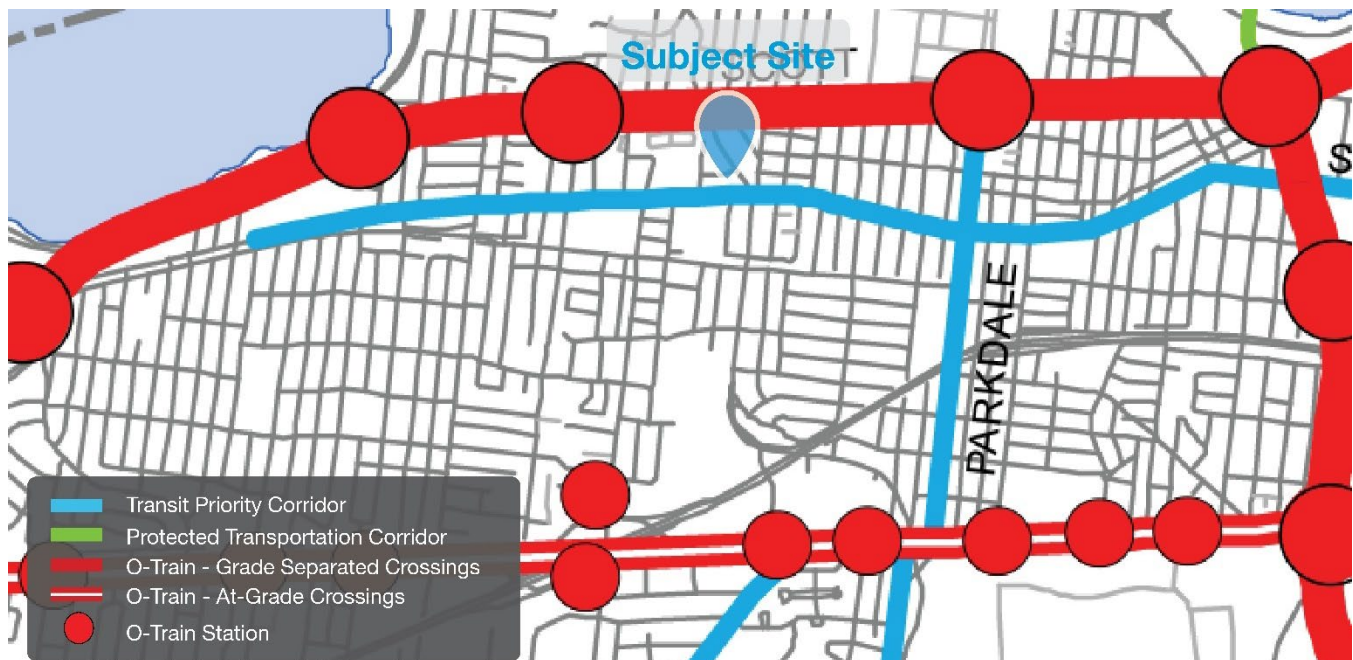 Subject Site
SCOTT
S
PARKDALE
Transit Priority Corridor
Protected Transportation Corridor
O-Train - Grade Separated Crossings
O-Train - At-Grade Crossings
O-Train Station